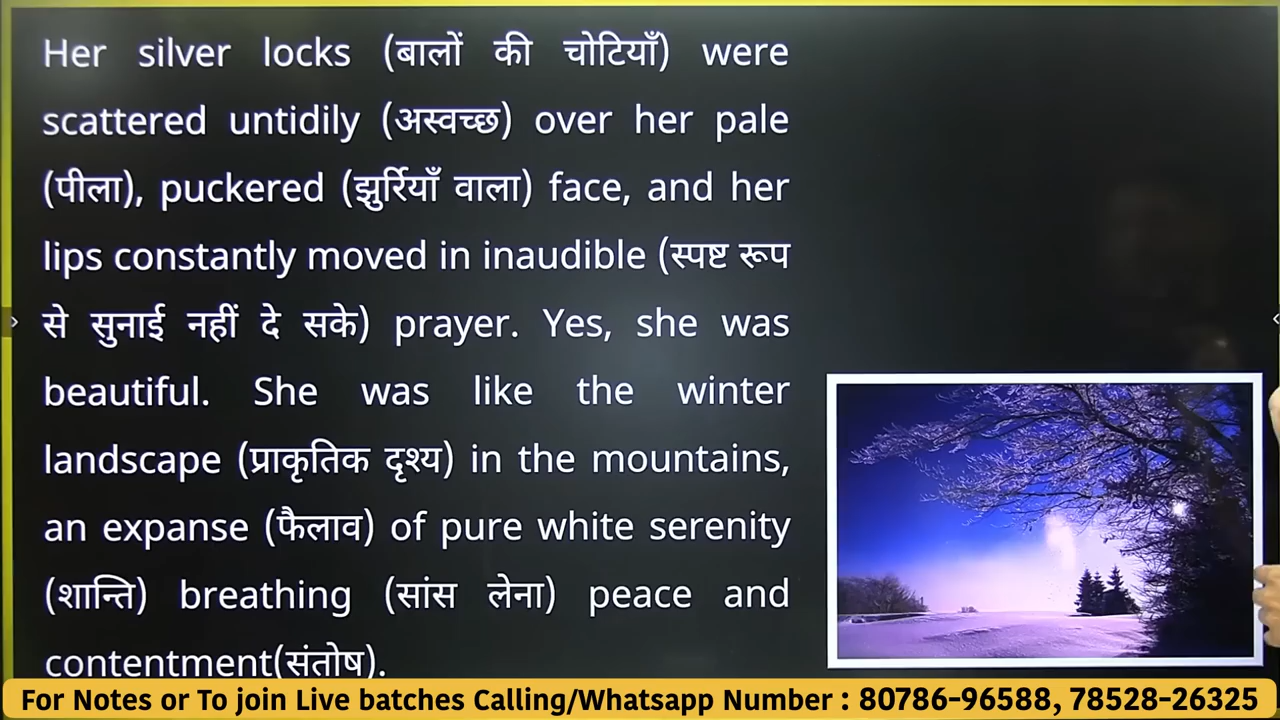 Her silver locks (बालों की चोटियाँ) were
scattered untidily (अस्वच्छ) over her pale
(पीला), puckered (झुर्रियाँ वाला) face, and her
lips constantly moved in inaudible (स्पष्ट रूप
से सुनाई नहीं दे सके) prayer. Yes, she was
beautiful. She was like the winter
landscape (प्राकृतिक दृश्य) in the mountains,
an expanse (फैलाव) of pure white serenity
(शान्ति) breathing (सांस लेना) peace and
contentment(संतोष).
For Notes or To join Live batches Calling/Whatsapp Number : 80786-96588, 78528-26325